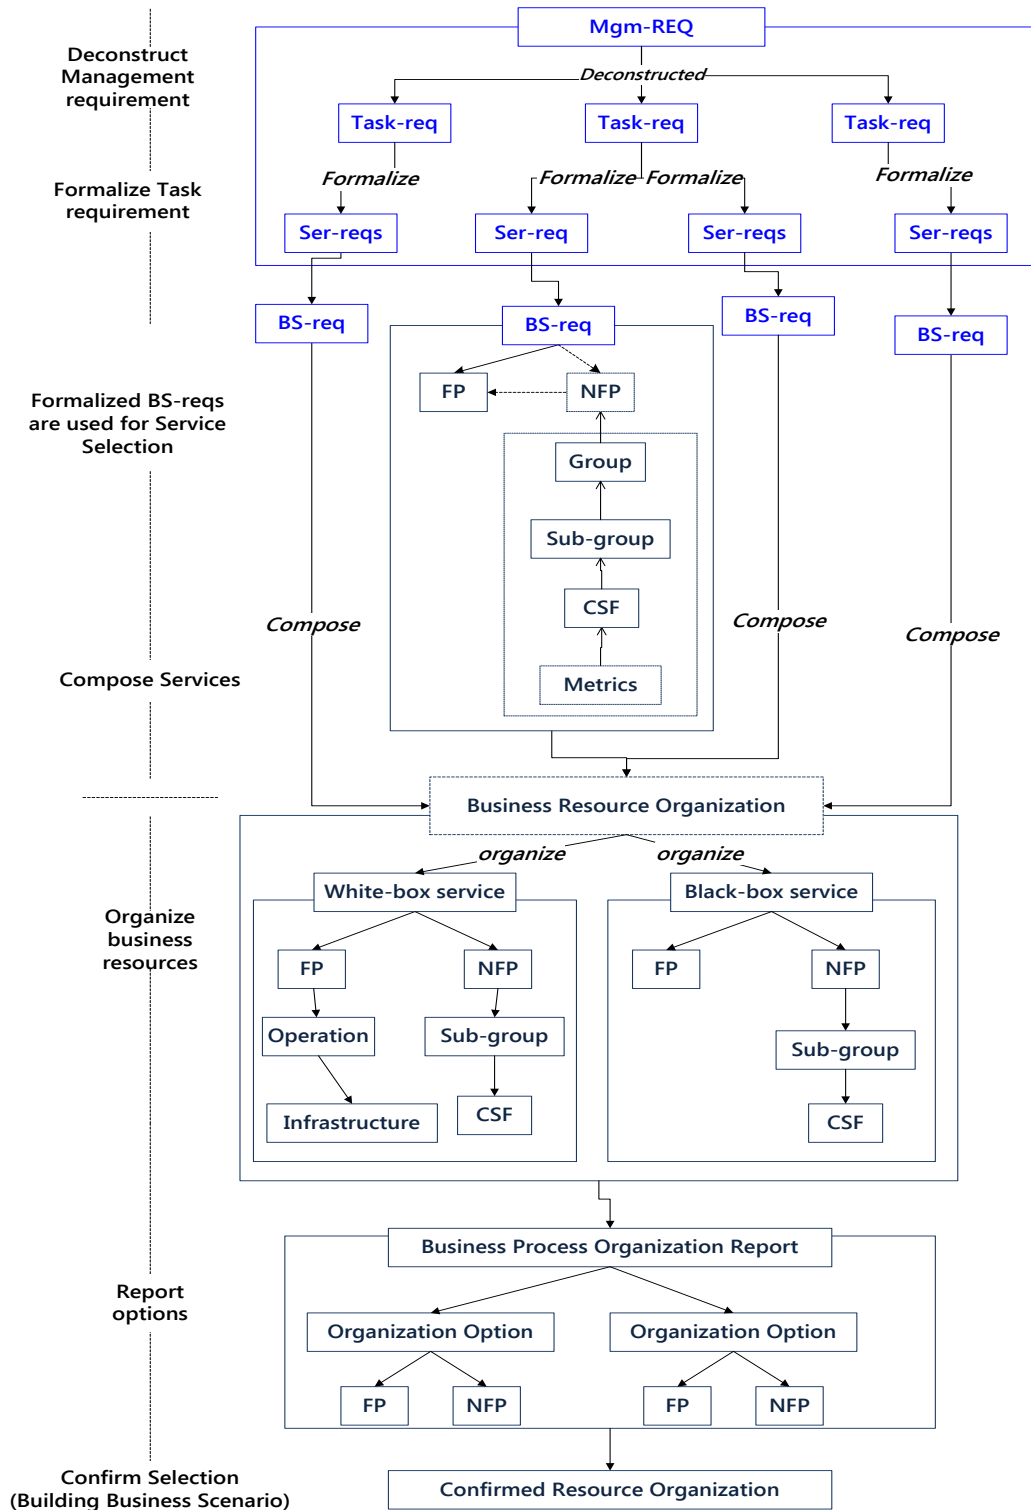 Mgm-REQ
Deconstruct
Management
requirement
Deconstructed
Task-req
Task-req
Task-req
Formalize
Formalize
Formalize
Formalize
Formalize Task
requirement
Ser-reqs
Ser-req
Ser-reqs
Ser-reqs
BS-req
BS-req
BS-req
BS-req
FP
NFP
Formalized BS-reqs
are used for Service
Selection
Group
Sub-group
CSF
Metrics
Compose
Compose
Compose
Compose Services
Business Resource Organization
organize
organize
White-box service
Black-box service
Organize
business
resources
FP
NFP
FP
NFP
Operation
Sub-group
Sub-group
Infrastructure
CSF
CSF
Business Process Organization Report
Report
options
Organization Option
Organization Option
FP
NFP
FP
NFP
Confirm Selection
(Building Business Scenario)
Confirmed Resource Organization